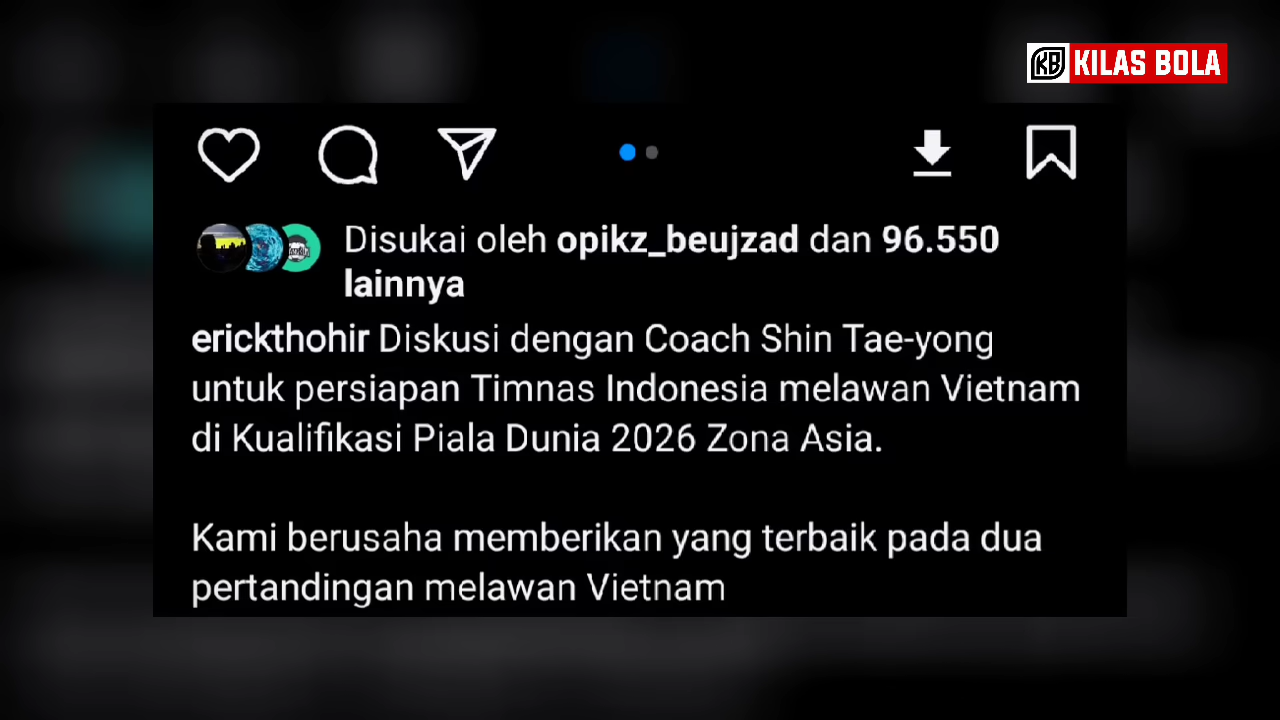 KB KILAS BOLA
Disukai oleh opikz_beujzad dan 96.550
lainnya
erickthohir Diskusi dengan Coach Shin Tae-yong
untuk persiapan Timnas Indonesia melawan Vietnam
di Kualifikasi Piala Dunia 2026 Zona Asia.
Kami berusaha memberikan yang terbaik pada dua
pertandingan melawan Vietnam